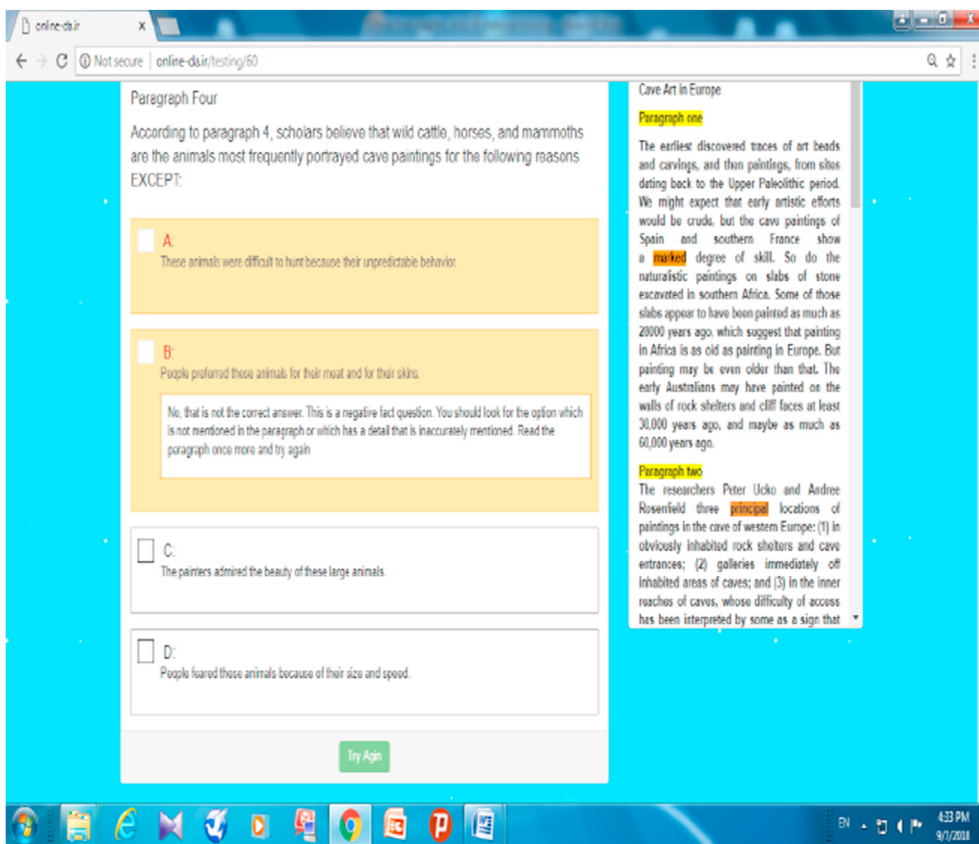 online-da.ir
Not secure | online-da.ir/testing/60
Paragraph Four
According to paragraph 4, scholars believe that wild cattle, horses, and mammoths
are the animals most frequently portrayed cave paintings for the following reasons
EXCEPT:
A:
These animals were difficult to hunt because their unpredictable behavior.
B:
People preferred these animals for their meat and for their skins.
No, that is not the correct answer. This is a negative fact question. You should look for the option which
is not mentioned in the paragraph or which has a detail that is inaccurately mentioned. Read the
paragraph once more and try again
C:
The painters admired the beauty of these large animals.
D:
People feared these animals because of their size and speed.
Try Agin
Cave Art in Europe
Paragraph one
The earliest discovered traces of art beads
and carvings, and then paintings, from sites
dating back to the Upper Paleolithic period.
We might expect that early artistic efforts
would be crude, but the cave paintings of
Spain and southern France show
a marked degree of skill. So do the
naturalistic paintings on slabs of stone
excavated in southern Africa. Some of those
slabs appear to have been painted as much as
28000 years ago, which suggest that painting
in Africa is as old as painting in Europe. But
painting may be even older than that. The
early Australians may have painted on the
walls of rock shelters and cliff faces at least
30,000 years ago, and maybe as much as
60,000 years ago.
Paragraph two
The researchers Peter Ucko and Andree
Rosenfield three principal locations of
paintings in the cave of western Europe: (1) in
obviously inhabited rock shelters and cave
entrances; (2) galleries immediately off
inhabited areas of caves; and (3) in the inner
reaches of caves, whose difficulty of access
has been interpreted by some as a sign that
EN
4:33 PM
9/7/2018